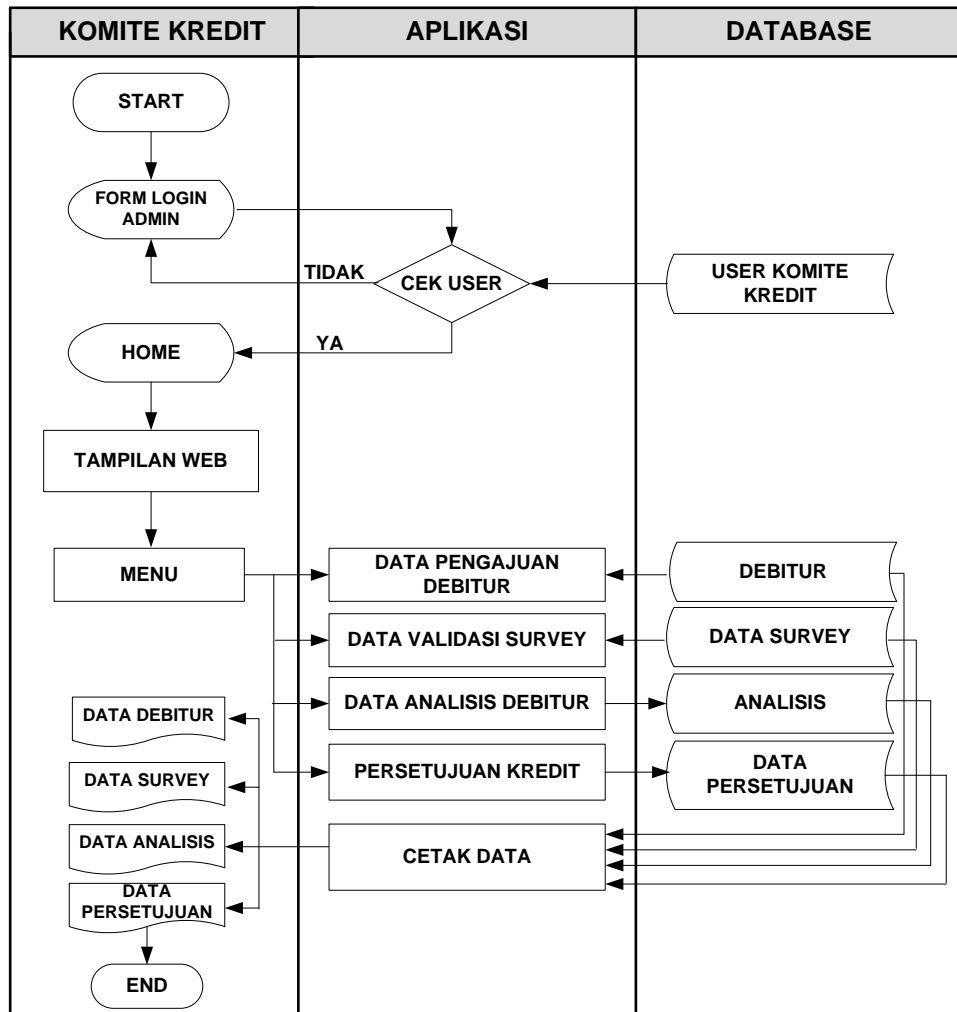 KOMITE KREDIT
APLIKASI
DATABASE
START
FORM LOGIN
ADMIN
TIDAK
CEK USER
USER KOMITE
KREDIT
HOME
YA
TAMPILAN WEB
MENU
DATA PENGAJUAN
DEBITUR
DEBITUR
DATA VALIDASI SURVEY
DATA SURVEY
DATA ANALISIS DEBITUR
ANALISIS
PERSETUJUAN KREDIT
DATA
PERSETUJUAN
DATA DEBITUR
DATA SURVEY
DATA ANALISIS
CETAK DATA
DATA
PERSETUJUAN
END